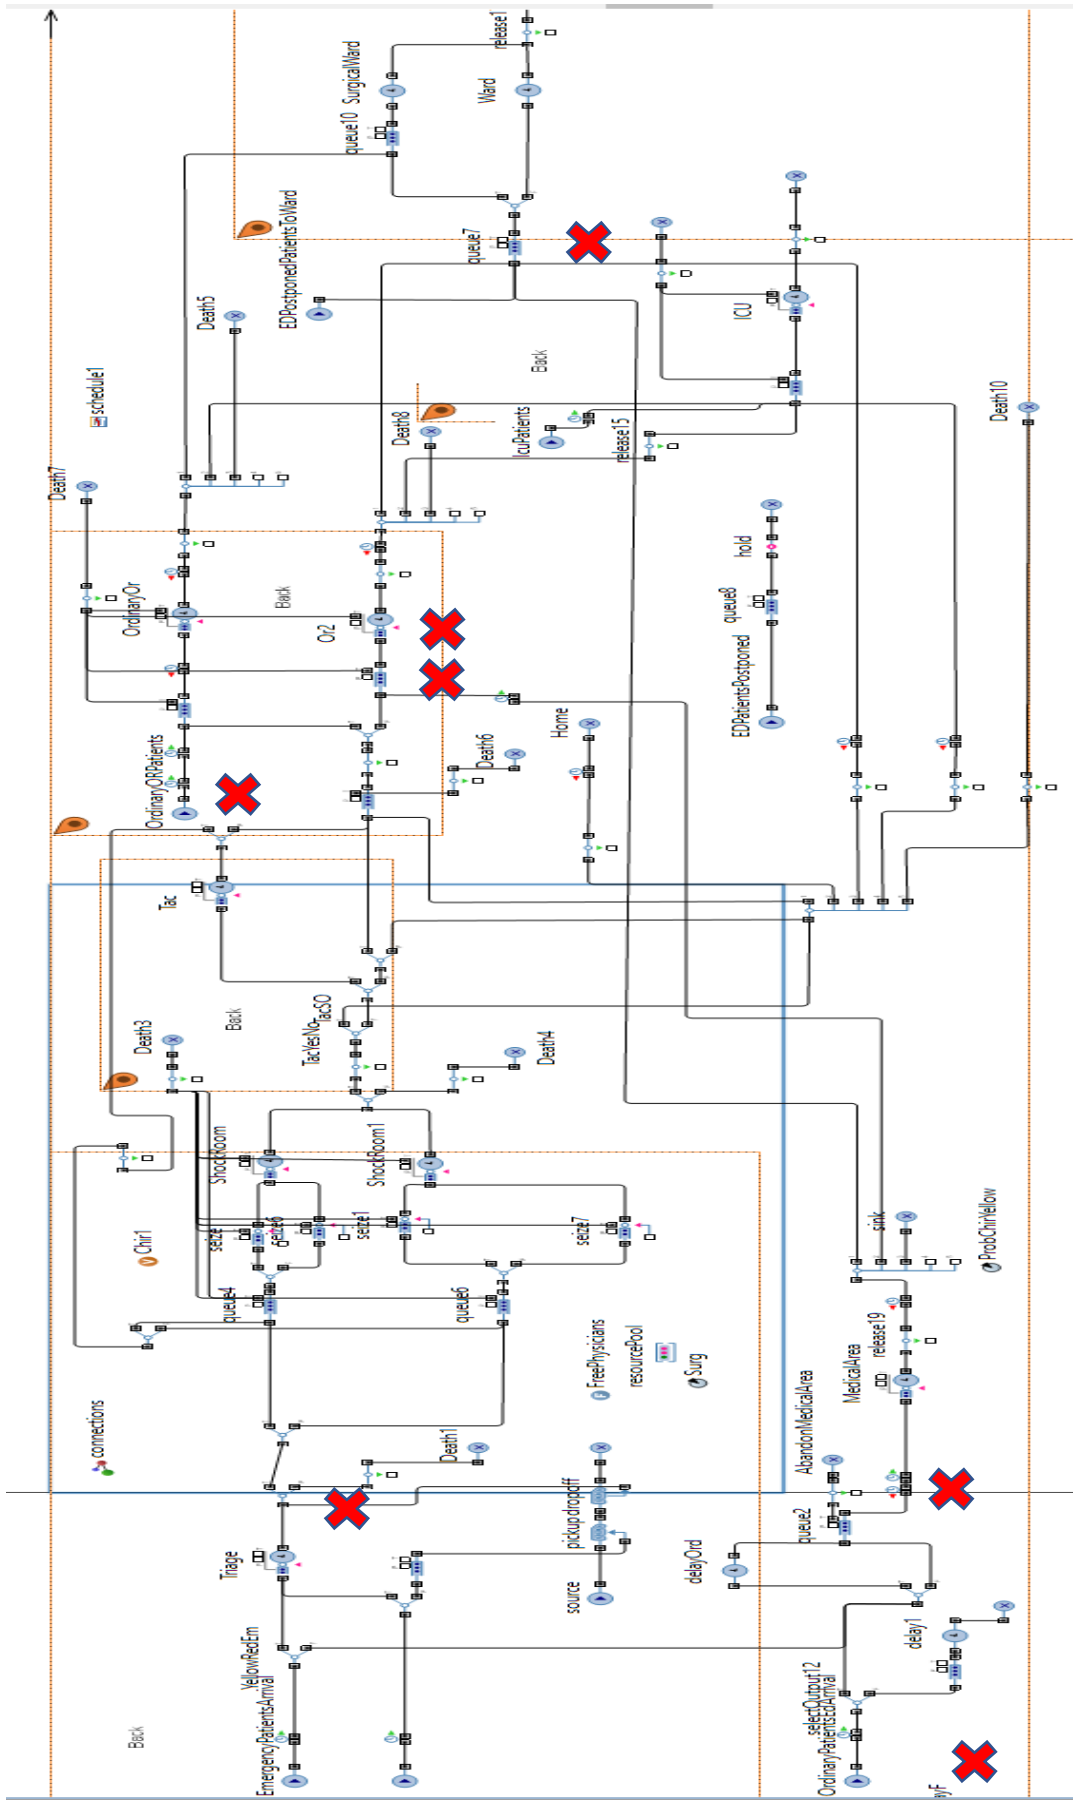 release1
SurgicalWard
Ward
queue10
EDPostponedPatientsToWard
queue7
Death5
ICU
schedule1
Back
Death8
IcuPatients
release15
Death10
Death7
OrdinaryOr
Back
Or2
hold
queue8
EDPatientsPostponed
OrdinaryORPatients
Death6
Home
Tac
TacSO
TacYesNo
Back
Death3
Death4
ShockRoom
ShockRoom1
seize
seize6
seize1
seize7
Chir1
queue4
queue6
sink
ProbChirYellow
FreePhysicians
resourcePool
Surg
release19
MedicalArea
AbandonMedicalArea
connections
Death1
queue2
Triage
pickup
dropoff
source
delayOrd
delay1
YellowRedEm
EmergencyPatientsArrival
selectOutput12
OrdinaryPatientsEdArrival
Back